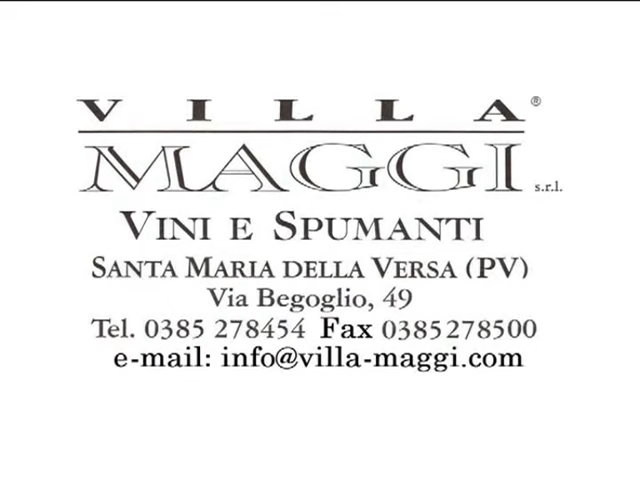 VILLA®
MAGGI s.r.l.
VINI E SPUMANTI
SANTA MARIA DELLA VERSA (PV)
Via Begoglio, 49
Tel. 0385 278454 Fax 0385278500
e-mail: info@villa-maggi.com